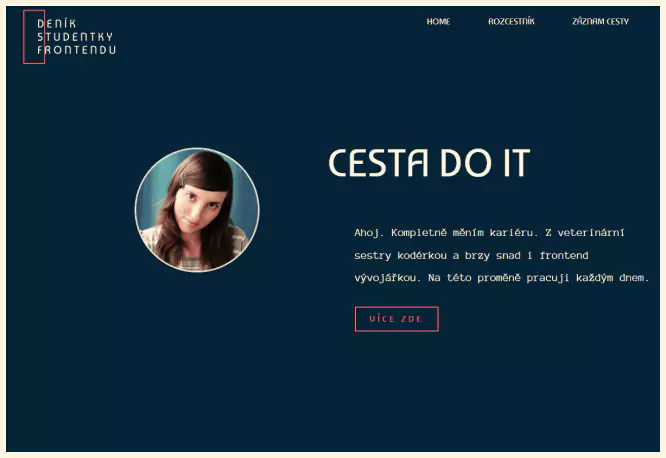 DENÍK
STUDENTKY
FRONTENDU
HOME ROZCESTNÍK ZÁZNAM CESTY
CESTA DO IT
Ahoj. Kompletně měním kariéru. Z veterinární
sestry kodérkou a brzy snad i frontend
vývojářkou. Na této proměně pracuji každým dnem.
VÍCE ZDE